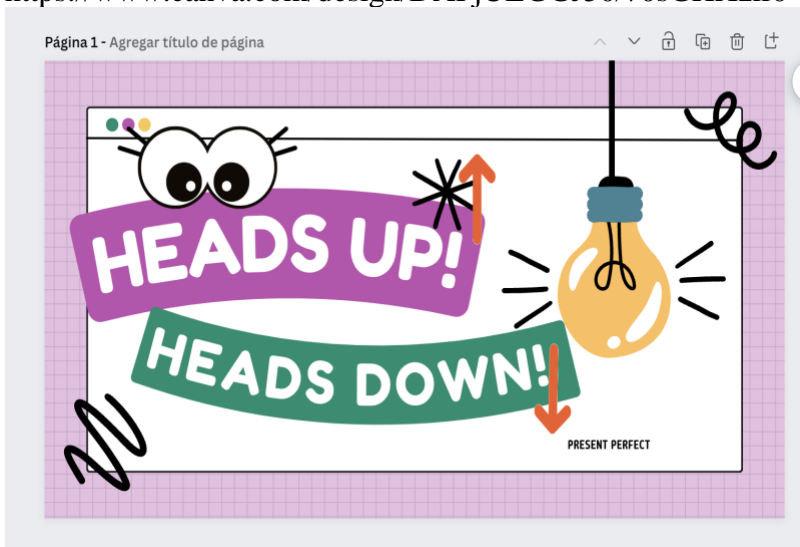 Página 1 - Agregar título de página
HEADS UP!
HEADS DOWN!
PRESENT PERFECT